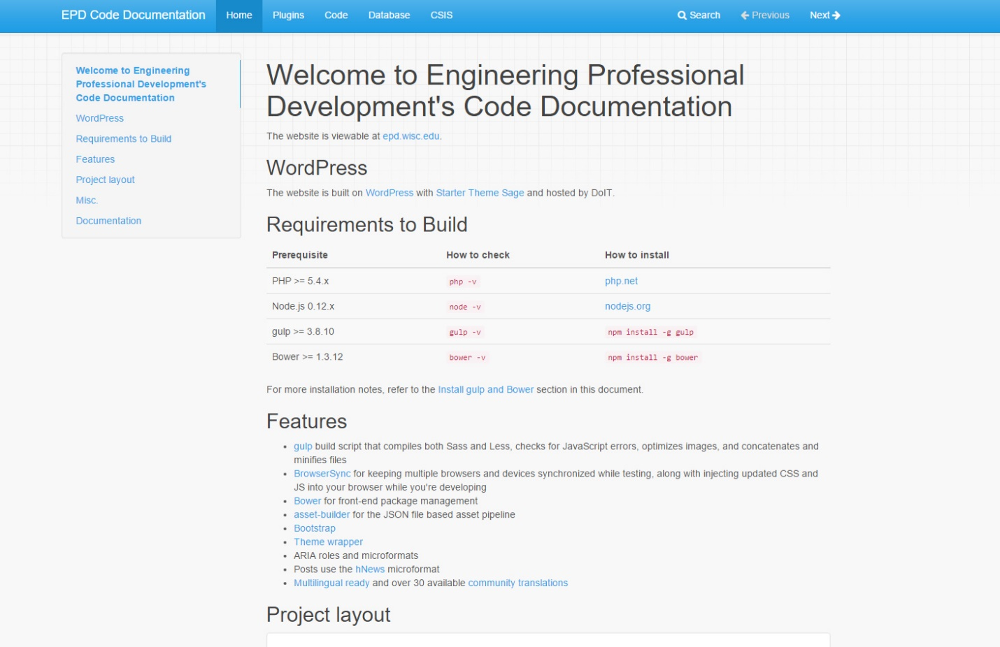 EPD Code Documentation Home Plugins Code Database CSIS Search Previous Next
Welcome to Engineering
Professional Development's
Code Documentation
WordPress
Requirements to Build
Features
Project layout
Misc.
Documentation
Welcome to Engineering Professional
Development's Code Documentation
The website is viewable at epd.wisc.edu.
WordPress
The website is built on WordPress with Starter Theme Sage and hosted by DoIT.
Requirements to Build
Prerequisite How to check How to install
PHP >= 5.4.x php -v php.net
Node.js 0.12.x node -v nodejs.org
gulp >= 3.8.10 gulp -v npm install -g gulp
Bower >= 1.3.12 bower -v npm install -g bower
For more installation notes, refer to the Install gulp and Bower section in this document.
Features
• gulp build script that compiles both Sass and Less, checks for JavaScript errors, optimizes images, and concatenates and
minifies files
• BrowserSync for keeping multiple browsers and devices synchronized while testing, along with injecting updated CSS and
JS into your browser while you're developing
• Bower for front-end package management
• asset-builder for the JSON file based asset pipeline
• Bootstrap
• Theme wrapper
• ARIA roles and microformats
• Posts use the hNews microformat
• Multilingual ready and over 30 available community translations
Project layout